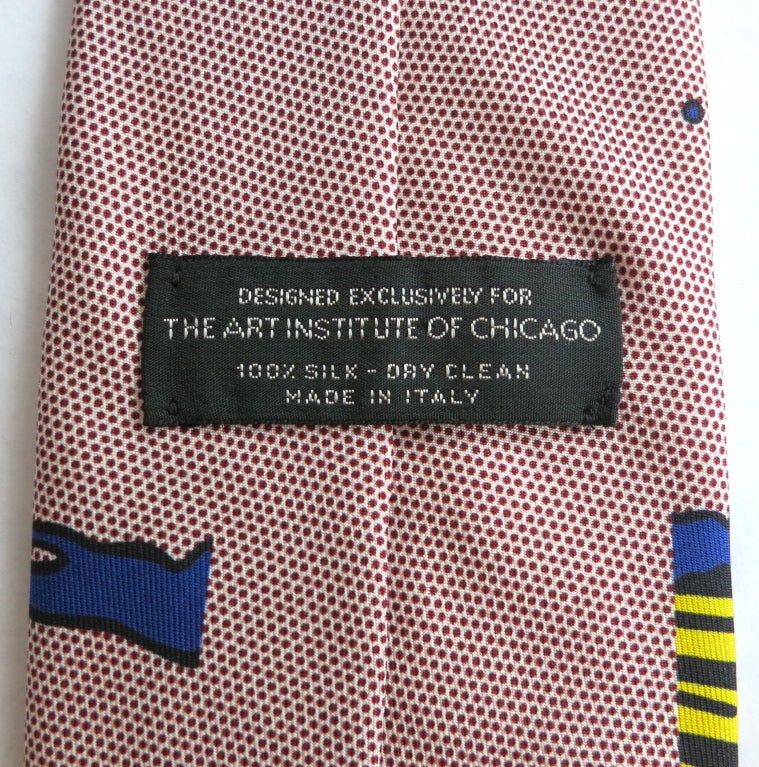 DESIGNED EXCLUSIVELY FOR
THE ART INSTITUTE OF CHICAGO
100% SILK - DRY CLEAN
MADE IN ITALY